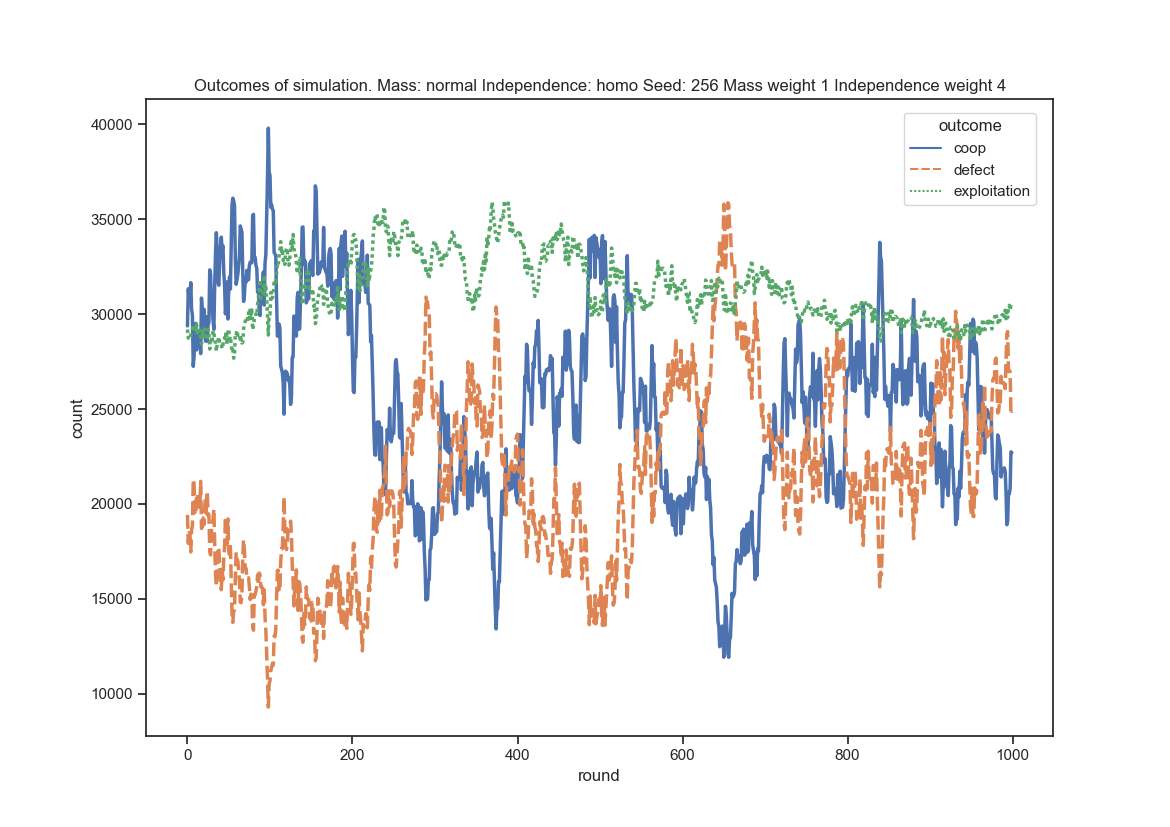 Outcomes of simulation. Mass: normal Independence: homo Seed: 256 Mass weight 1 Independence weight 4
outcome
coop
defect
exploitation
count
40000
35000
30000
25000
20000
15000
10000
0
200
400
600
800
1000
round